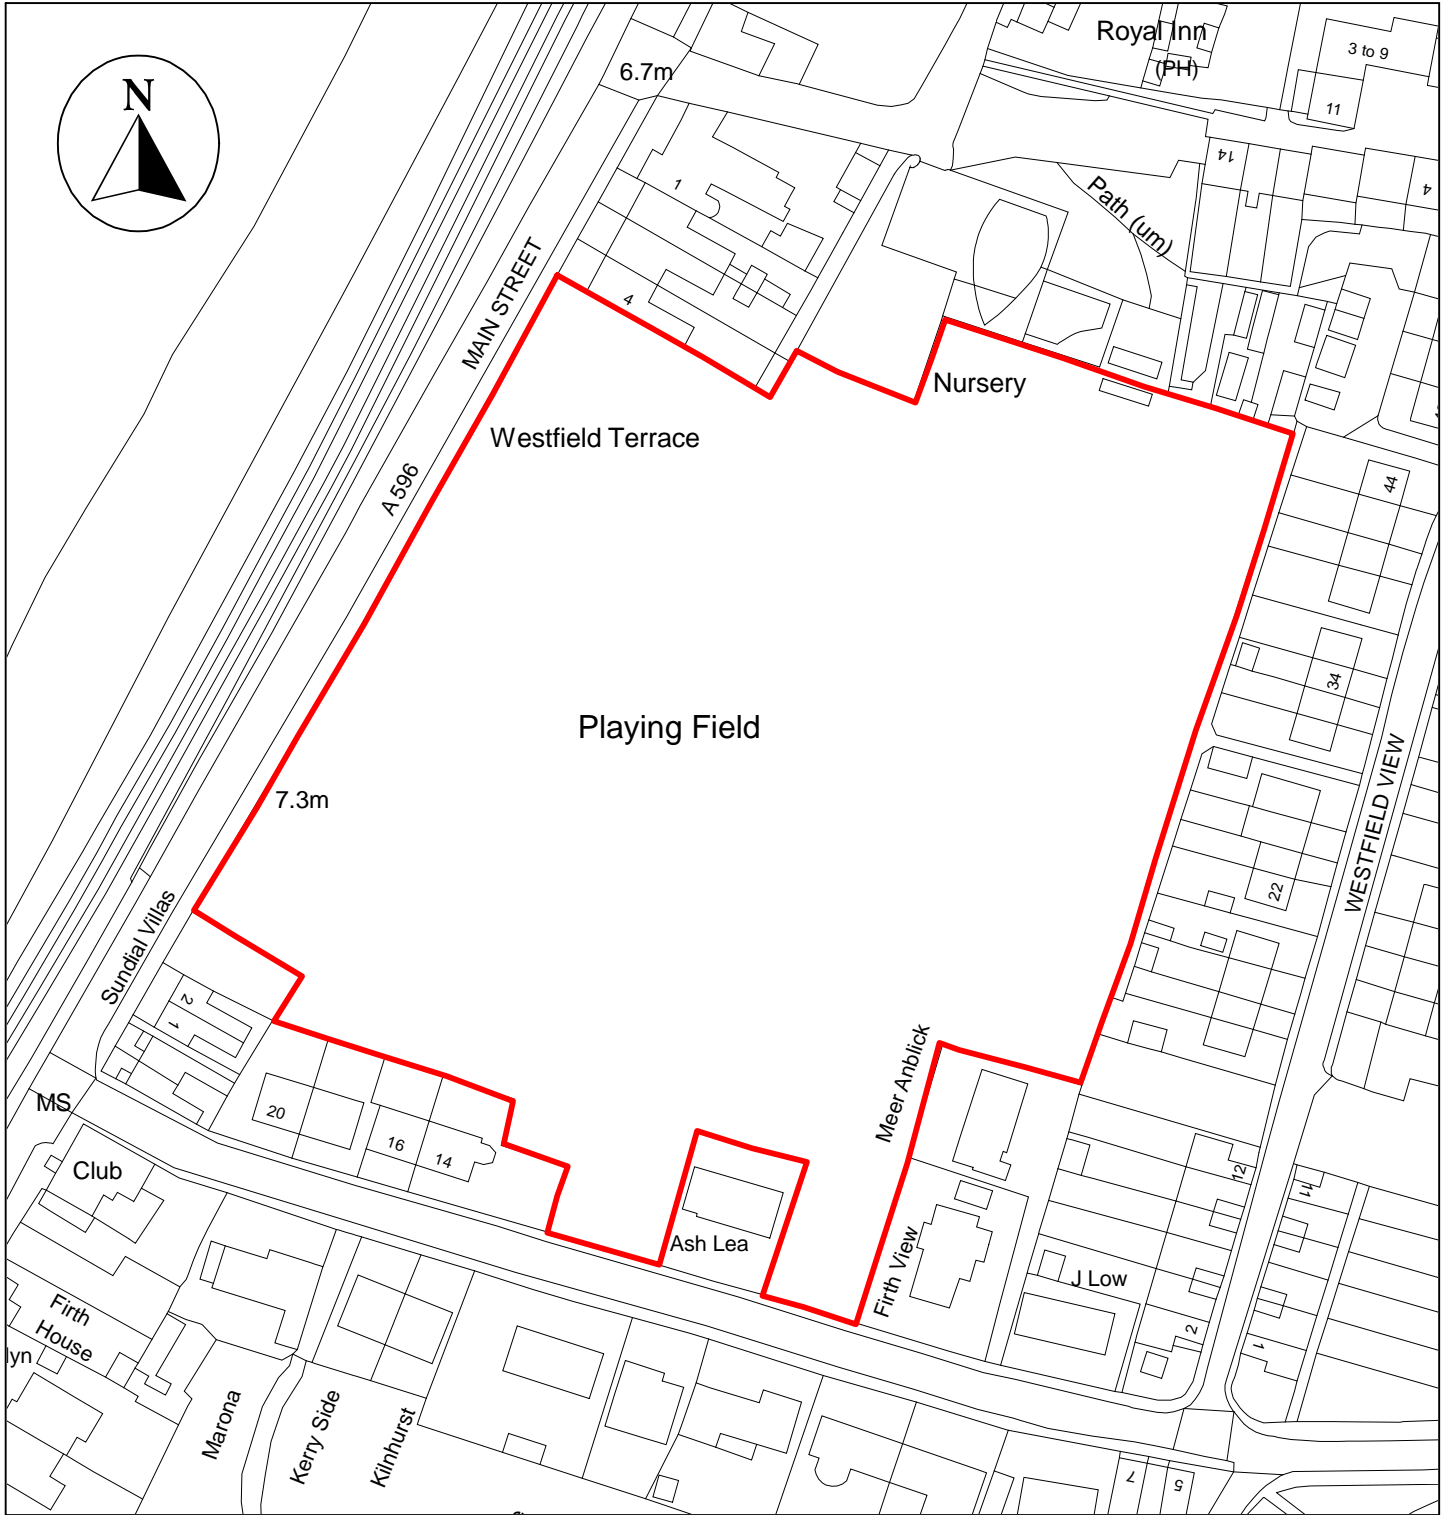 N
6.7m
Royal Inn
(PH)
3 to 9
11
14
4
Path (um)
1
4
MAIN STREET
A 596
Westfield Terrace
Nursery
44
34
Playing Field
7.3m
WESTFIELD VIEW
22
Sundial Villas
2
1
Meer Anblick
MS
20
16
14
Club
Ash Lea
Firth View
J Low
12
11
2
1
Firth
House
lyn
Marona
Kerry Side
Kilnhurst
7
5